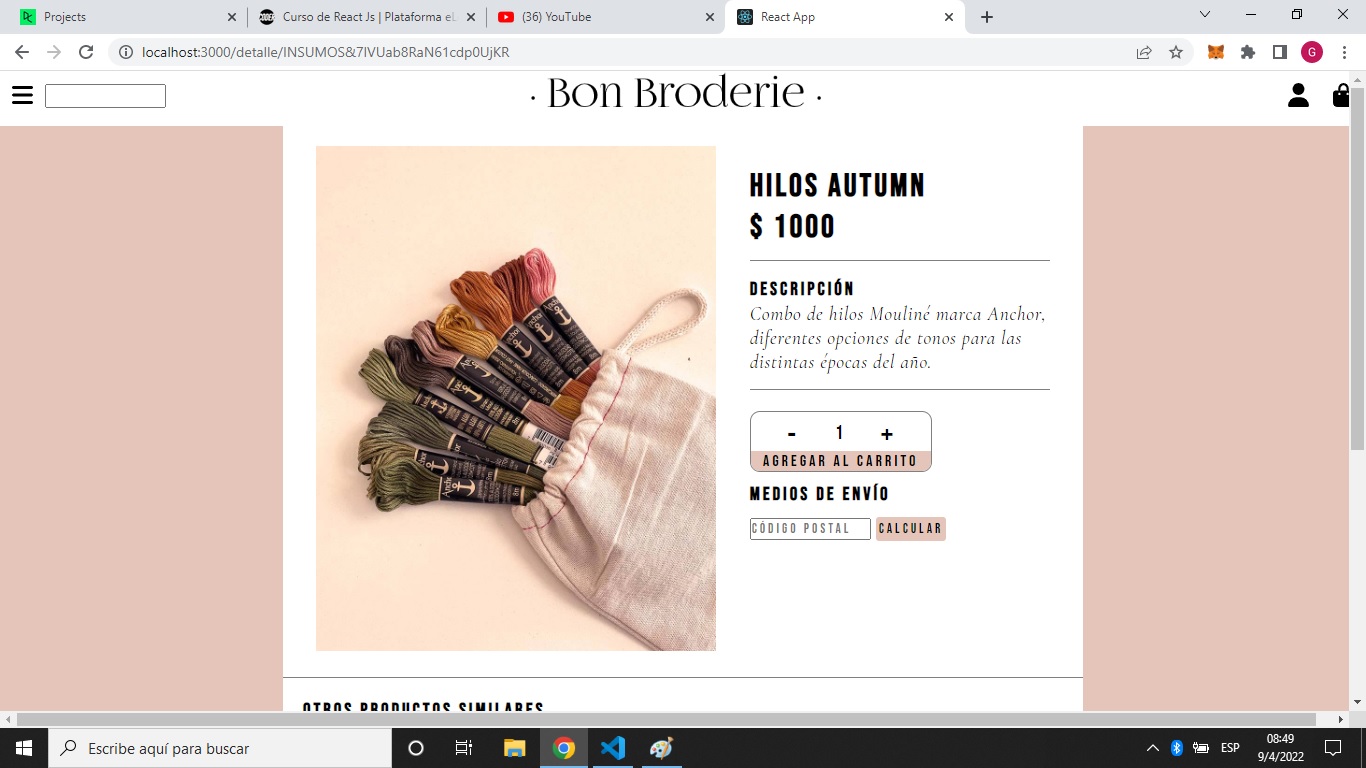 Projects
CODER
Curso de React Js | Plataforma eL
(36) YouTube
React App
localhost:3000/detalle/INSUMOS&7IVUab8RaN61cdp0UjKR
G
· Bon Broderie ·
HILOS AUTUMN
$ 1000
DESCRIPCIÓN
Combo de hilos Mouliné marca Anchor,
diferentes opciones de tonos para las
distintas épocas del año.
- 1 +
AGREGAR AL CARRITO
MEDIOS DE ENVÍO
CÓDIGO POSTAL CALCULAR
Anchor
OTROS PRODUCTOS SIMILARES
Escribe aquí para buscar
ESP
08:49
9/4/2022